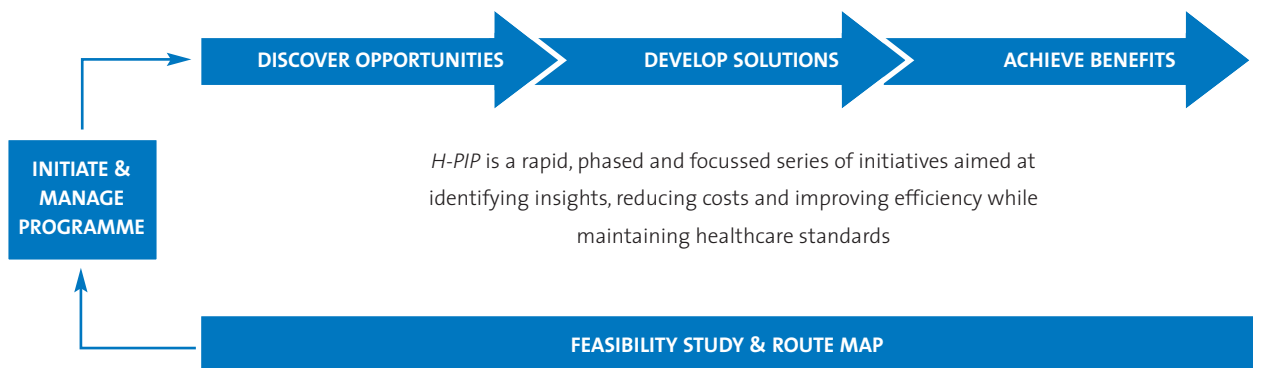 DISCOVER OPPORTUNITIES
DEVELOP SOLUTIONS
ACHIEVE BENEFITS
INITIATE &
MANAGE
PROGRAMME
H-PIP is a rapid, phased and focussed series of initiatives aimed at
identifying insights, reducing costs and improving efficiency while
maintaining healthcare standards
FEASIBILITY STUDY & ROUTE MAP